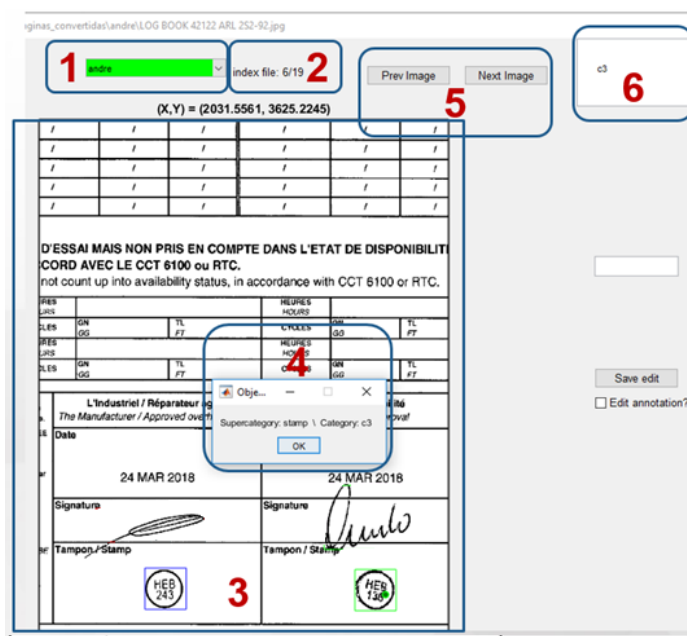 ginas_convertidas\andre\LOG BOOK 42122 ARL 252-92.jpg
1
andre
index file: 6/19
2
Prev Image
Next Image
5
c3
6
(X,Y) = (2031.5561, 3625.2245)
/ / / / / /
/ / / / / /
/ / / / / /
/ / / / / /
/ / / / / /
D'ESSAI MAIS NON PRIS EN COMPTE DANS L'ETAT DE DISPONIBILITI
CORD AVEC LE CCT 6100 ou RTC.
not count up into availability status, in accordance with CCT 6100 or RTC.
HEURES
HOURS
CYCLES
GN
GG
TL
FT
CYCLES
GN
GG
TL
FT
HEURES
GN
GG
TL
FT
GN
GG
TL
FT
4
Obje...
Supercategory: stamp \ Category: c3
OK
L'Industriel / Réparateur
The Manufacturer / Approved
Date
24 MAR 2018
24 MAR 2018
Signature
Signature
Tampon / Stamp
Tampon / Stamp
HEB
243
3
HEB
136
Save edit
Edit annotation?